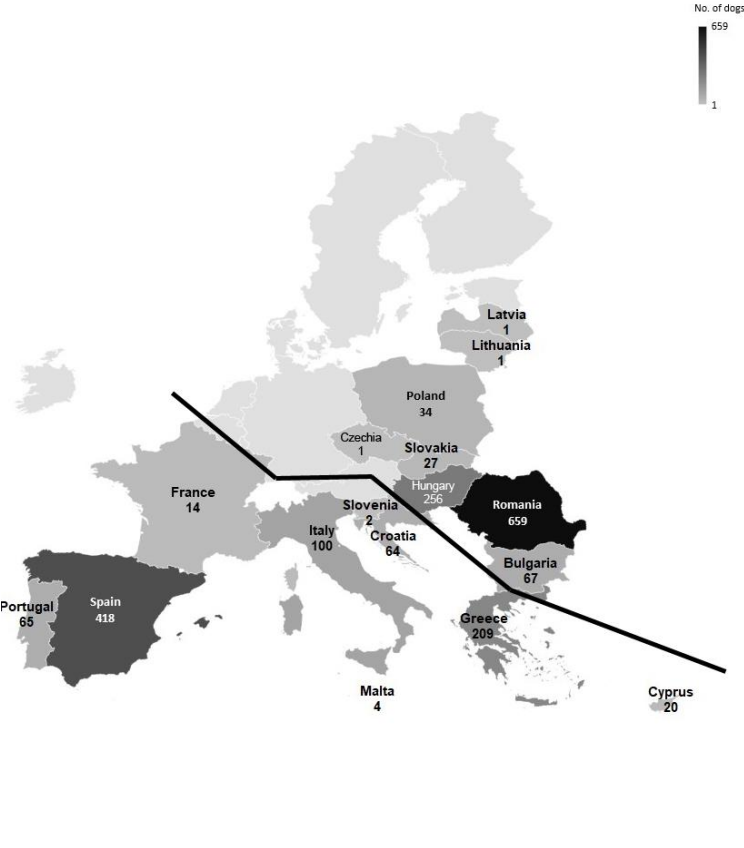 No. of dogs
659
1
Latvia
1
Lithuania
1
Poland
34
Czechia
1
Slovakia
27
Hungary
256
Romania
659
France
14
Slovenia
2
Italy
100
Croatia
64
Bulgaria
67
Portugal
65
Spain
418
Greece
209
Malta
4
Cyprus
20